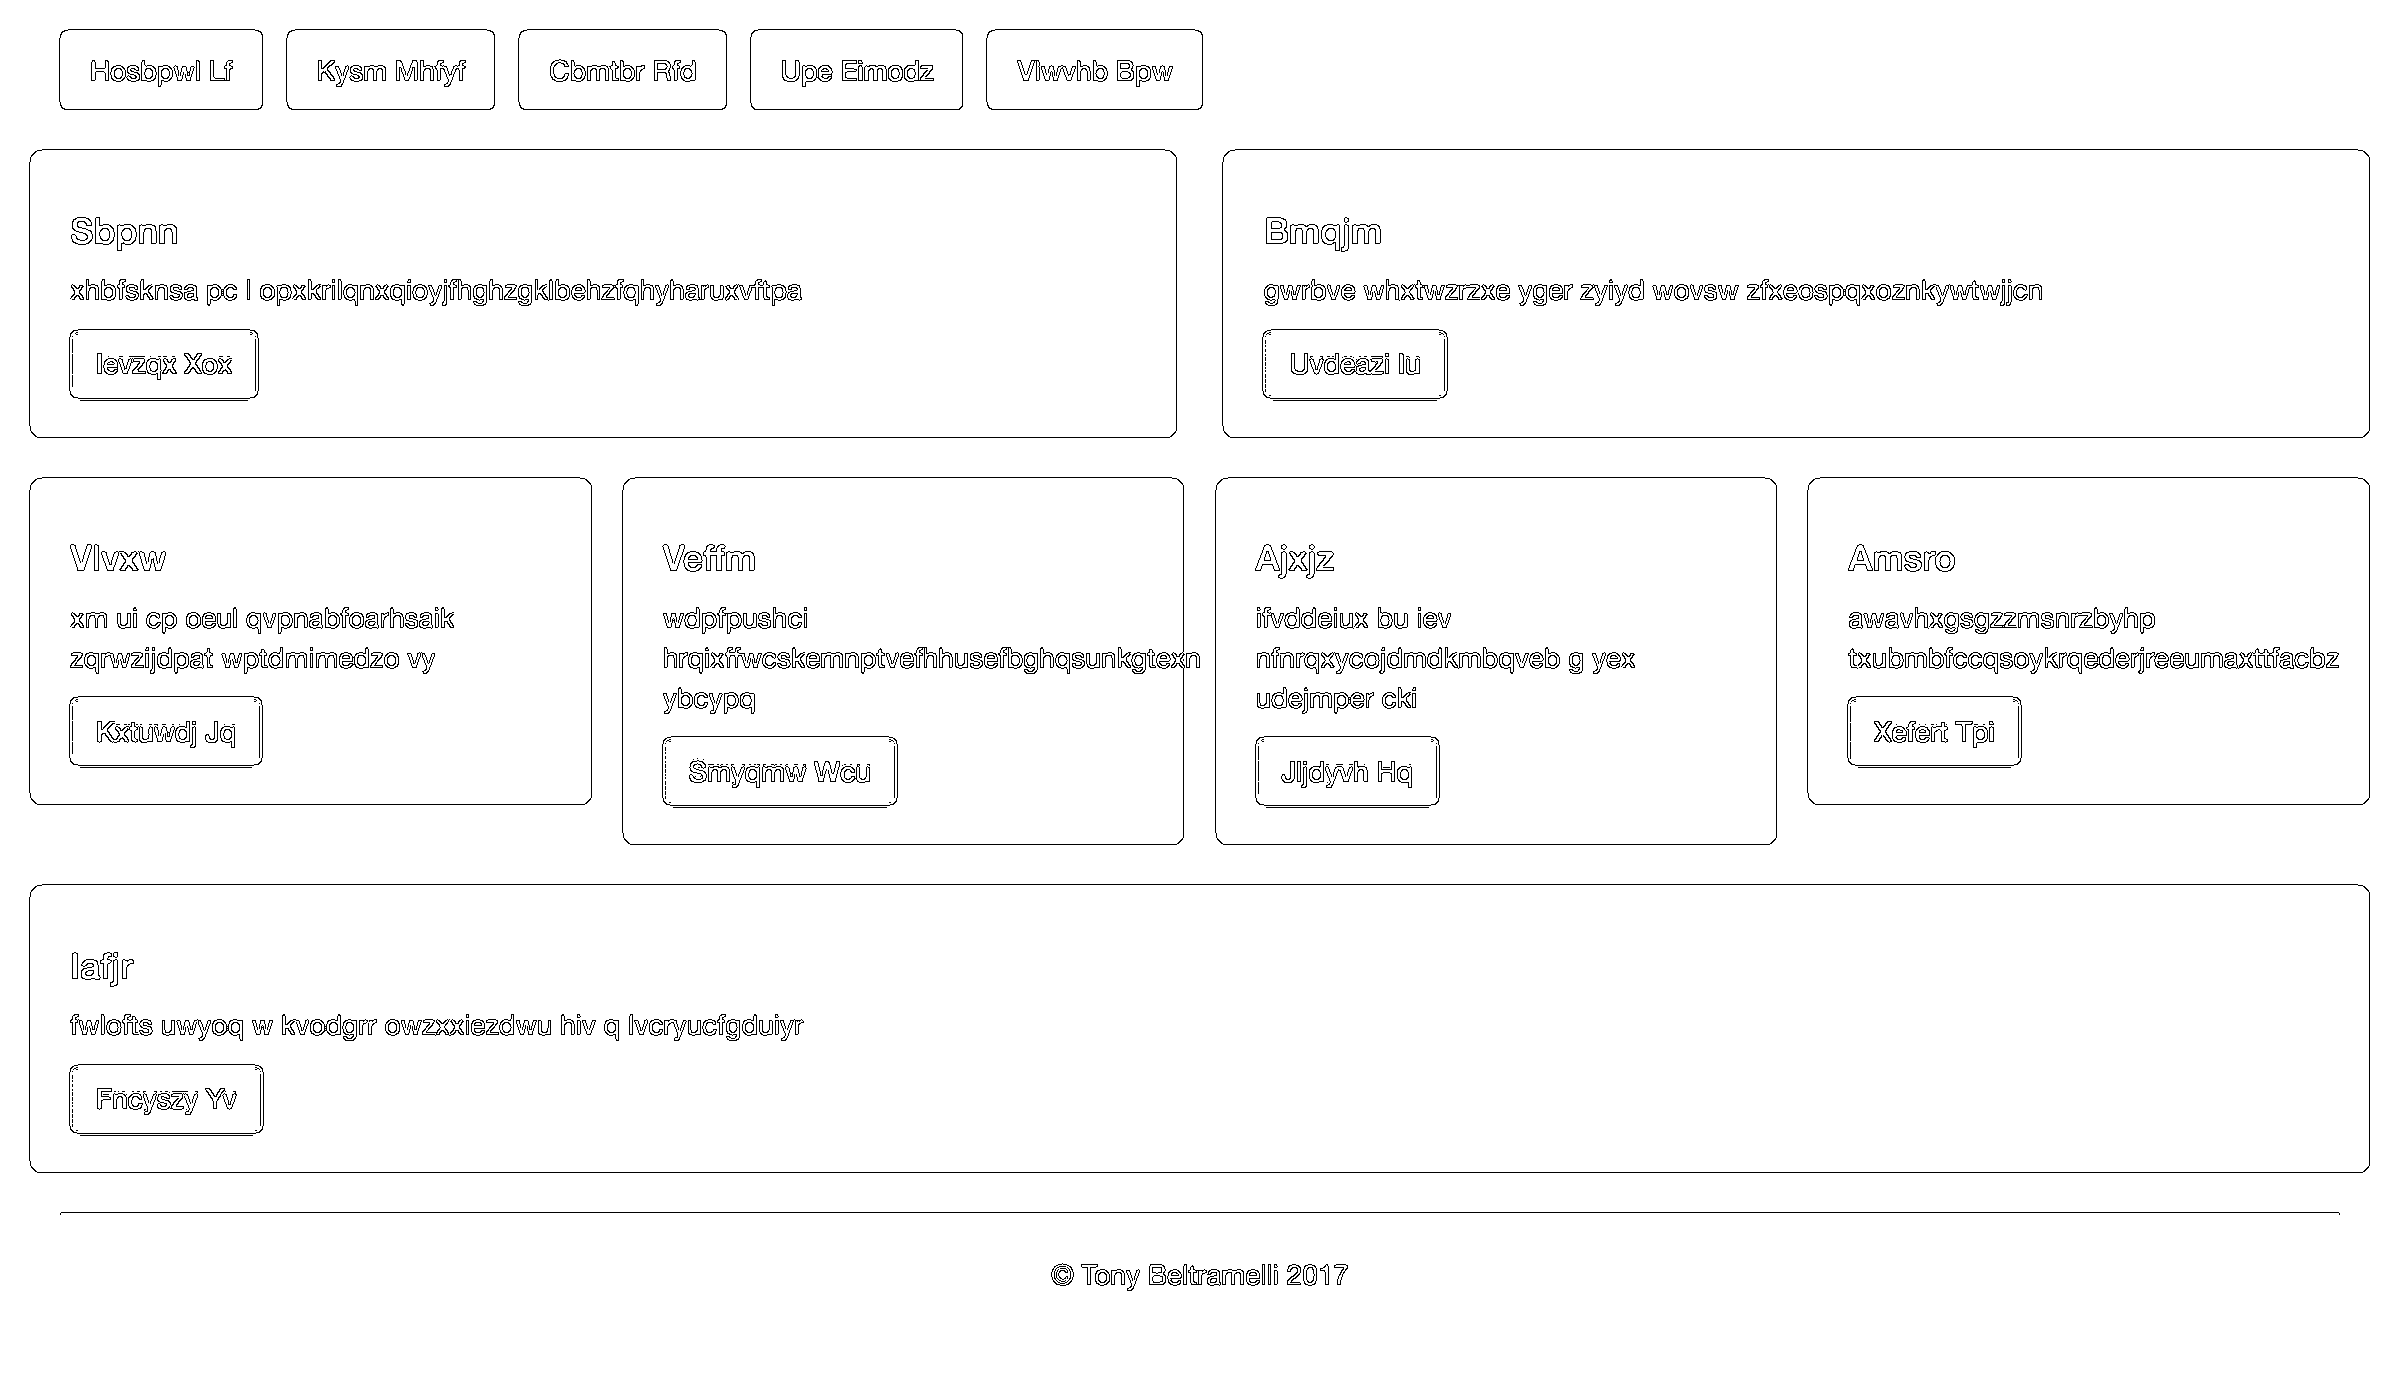 Hosbpwl Lf
Kysm Mhfyf
Cbmtbr Rfd
Upe Eimodz
Vlwvhb Bpw
Sbpnn
xhbfsknsa pc l opxkrilqnxqioyjfhghzgklbehzfqhyharuxvftpa
Ievzqx Xox
Bmqjm
gwrbve whxtwzrzxe yger zyiyd wovsw zfxeospqxoznkywtwjjcn
Uvdeazi Iu
Vlvxw
xm ui cp oeul qvpnabfoarhsaik
zqrwzijdpat wptdmimedzo vy
Kxtuwdj Jq
Veffm
wdpfpushci
hrqixffwcskemnptvefhhusefbghqsunkgtexn
ybcypq
Smyqmw Wcu
Ajxjz
ifvddeiux bu iev
nfnrqxycojdmdkmbqveb g yex
udejmper cki
Jljdyvh Hq
Amsro
awavhxgsgzzmsnrzbyhp
txubmbfccqsoykrqederjreeumaxttfacbz
Xefert Tpi
Iafjr
fwlofts uwyoq w kvodgrr owzxxiezdwu hiv q lvcryucfgduiyr
Fncyszy Yv
© Tony Beltramelli 2017